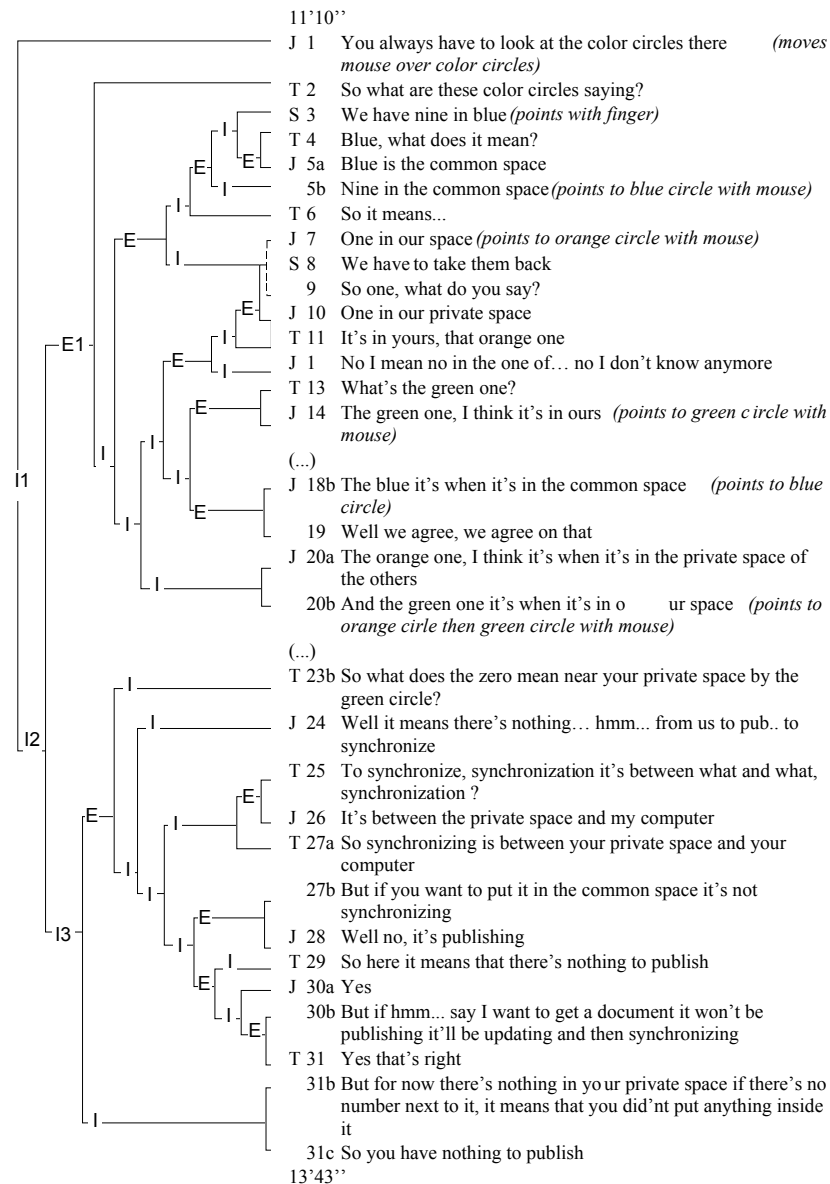 11’10’’
J 1 You always have to look at the color circles there (moves
mouse over color circles)
T 2 So what are these color circles saying?
S 3 We have nine in blue (points with finger)
I
T 4 Blue, what does it mean?
E
E
J 5a Blue is the common space
I
5b Nine in the common space (points to blue circle with mouse)
I
T 6 So it means...
E
J 7 One in our space (points to orange circle with mouse)
I
S 8 We have to take them back
9 So one, what do you say?
E
J 10 One in our private space
I
T 11 It’s in yours, that orange one
E1
E
I
J 1 No I mean no in the one of… no I don’t know anymore
T 13 What’s the green one?
E
J 14 The green one, I think it’s in ours (points to green c ircle with
mouse)
I
I
(...)
I1
I
J 18b The blue it’s when it’s in the common space (points to blue
circle)
E
I
19 Well we agree, we agree on that
J 20a The orange one, I think it’s when it’s in the private space of
the others
I
20b And the green one it’s when it’s in o ur space (points to
orange cirle then green circle with mouse)
(...)
I
T 23b So what does the zero mean near your private space by the
green circle?
I
I2
J 24 Well it means there’s nothing… hmm... from us to pub.. to
synchronize
T 25 To synchronize, synchronization it’s between what and what,
synchronization ?
E
E
I
J 26 It’s between the private space and my computer
T 27a So synchronizing is between your private space and your
computer
I
I
27b But if you want to put it in the common space it’s not
synchronizing
E
I3
I
J 28 Well no, it’s publishing
I
T 29 So here it means that there’s nothing to publish
E
J 30a Yes
I
30b But if hmm... say I want to get a document it won’t be
publishing it’ll be updating and then synchronizing
E
T 31 Yes that’s right
31b But for now there’s nothing in your private space if there’s no
number next to it, it means that you did’nt put anything inside
it
I
31c So you have nothing to publish
13’43’’